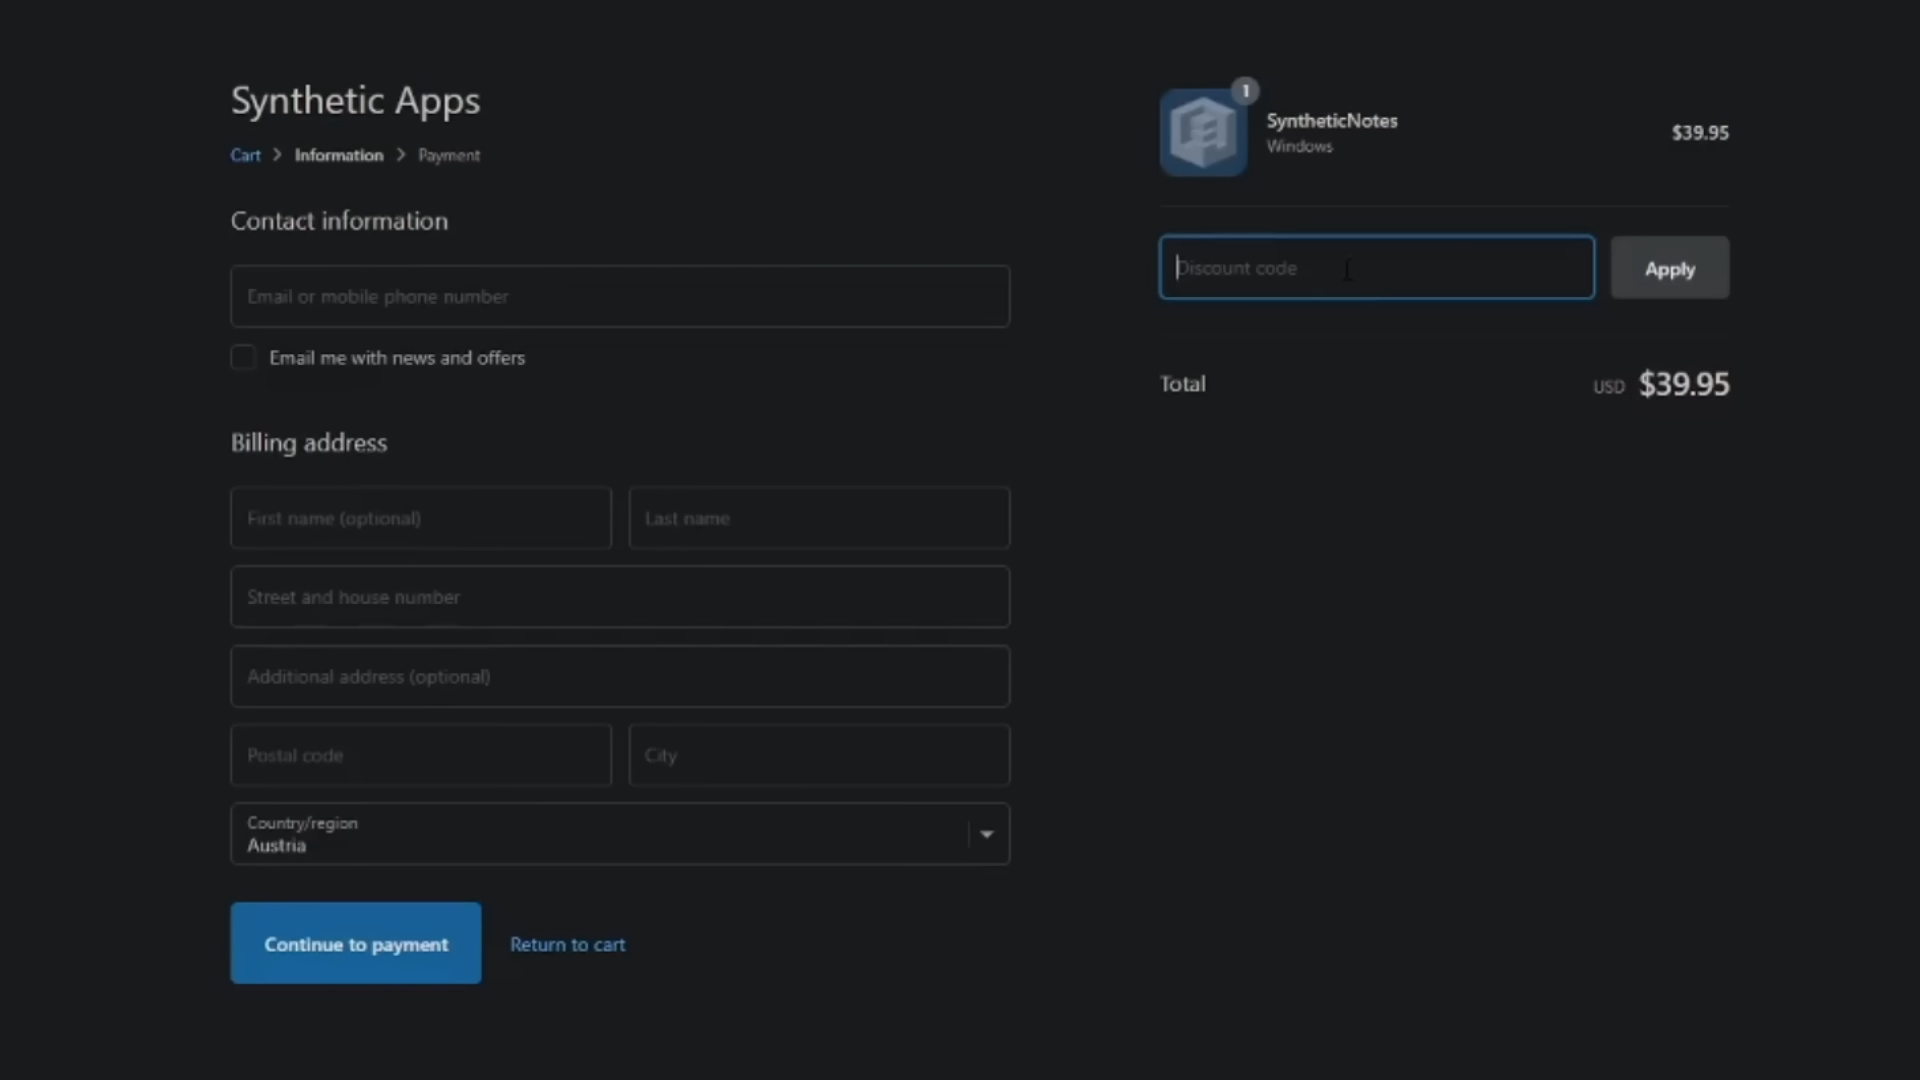 Synthetic Apps
Cart > Information > Payment
Contact information
Email or mobile phone number
Email me with news and offers
Billing address
First name (optional) Last name
Street and house number
Additional address (optional)
Postal code City
Country/region
Austria
Continue to payment Return to cart
1
SyntheticNotes
Windows
$39.95
Discount code Apply
Total USD $39.95